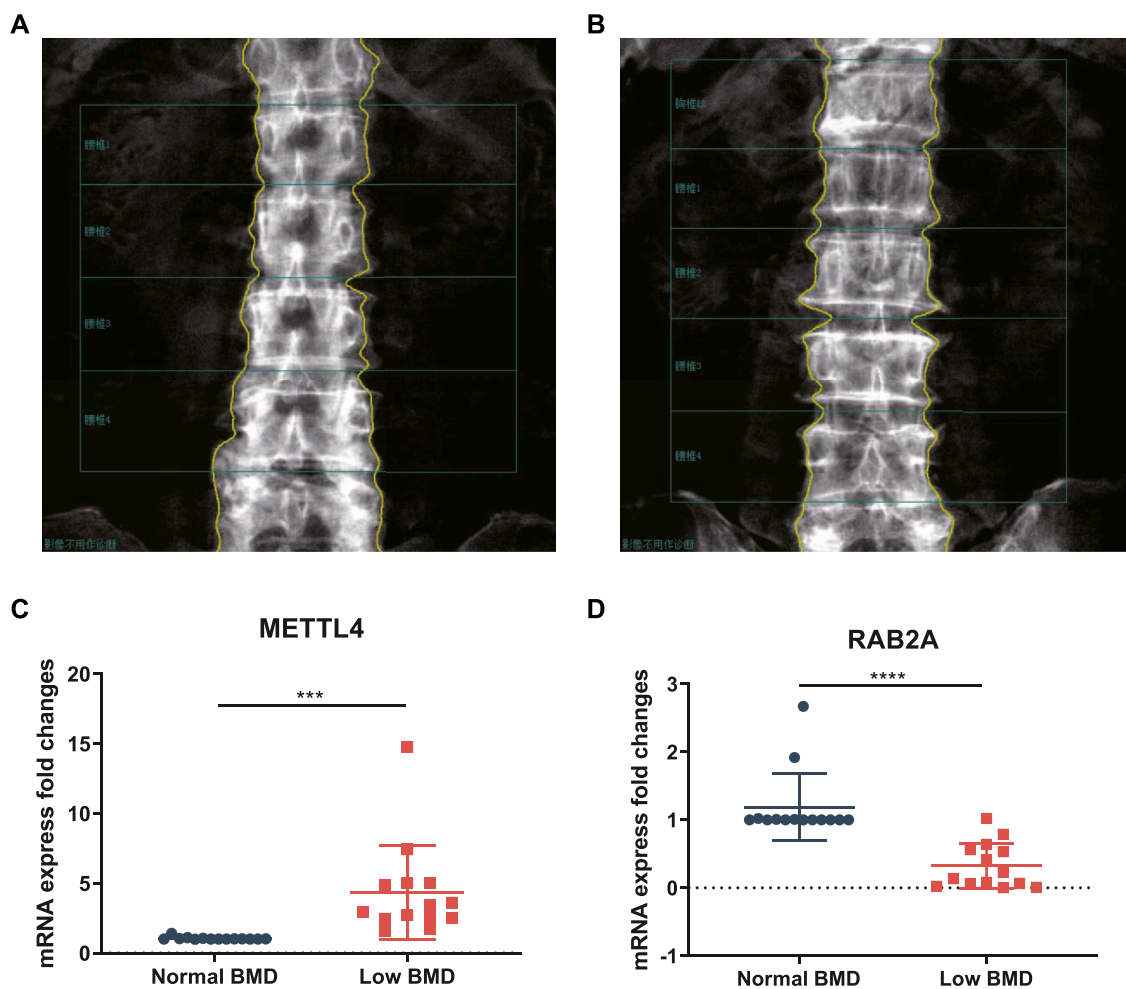 A
B
腰椎1
腰椎2
腰椎3
腰椎4
影像不用作诊断
胸椎12
腰椎1
腰椎2
腰椎3
腰椎4
影像不用作诊断
C
METTL4
mRNA express fold changes
20
15
10
5
0
***
Normal BMD
Low BMD
D
RAB2A
mRNA express fold changes
3
2
1
0
-1
****
Normal BMD
Low BMD